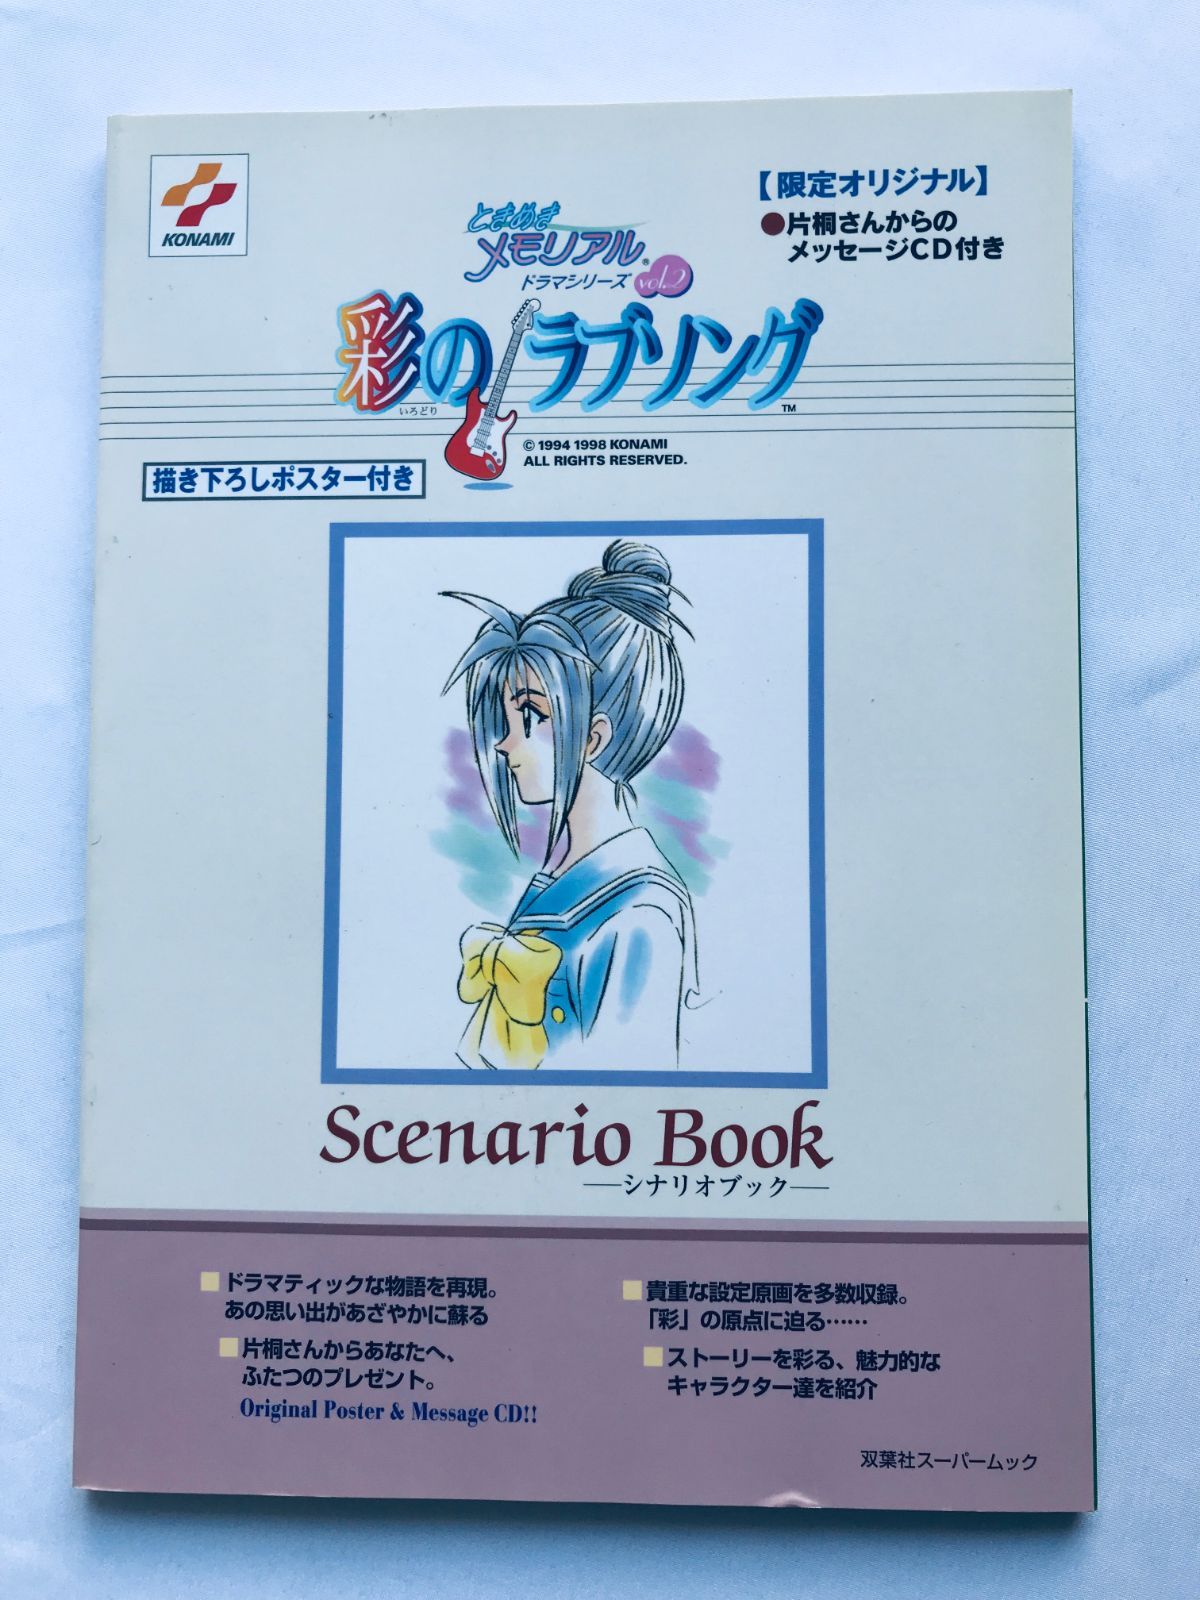 KONAMI
【限定オリジナル】
●片桐さんからの
メッセージCD付き
ときめき
メモリアル®
ドラマシリーズ vol.2
彩のラブソング™
いろどり
© 1994 1998 KONAMI
ALL RIGHTS RESERVED.
描き下ろしポスター付き
Scenario Book
—シナリオブック—
ドラマティックな物語を再現。
あの思い出があざやかに蘇る
片桐さんからあなたへ、
ふたつのプレゼント。
Original Poster & Message CD!!
貴重な設定原画を多数収録。
「彩」の原点に迫る……
ストーリーを彩る、魅力的な
キャラクター達を紹介
双葉社スーパームック